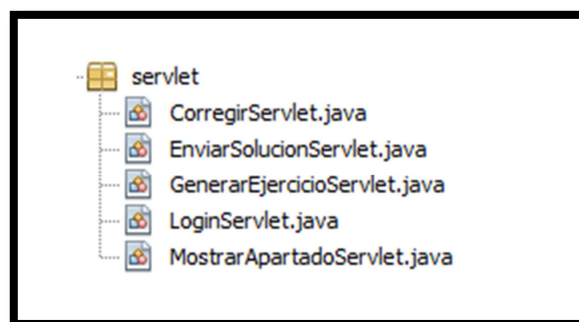 servlet
CorregirServlet.java
EnviarSolucionServlet.java
GenerarEjercicioServlet.java
LoginServlet.java
MostrarApartadoServlet.java